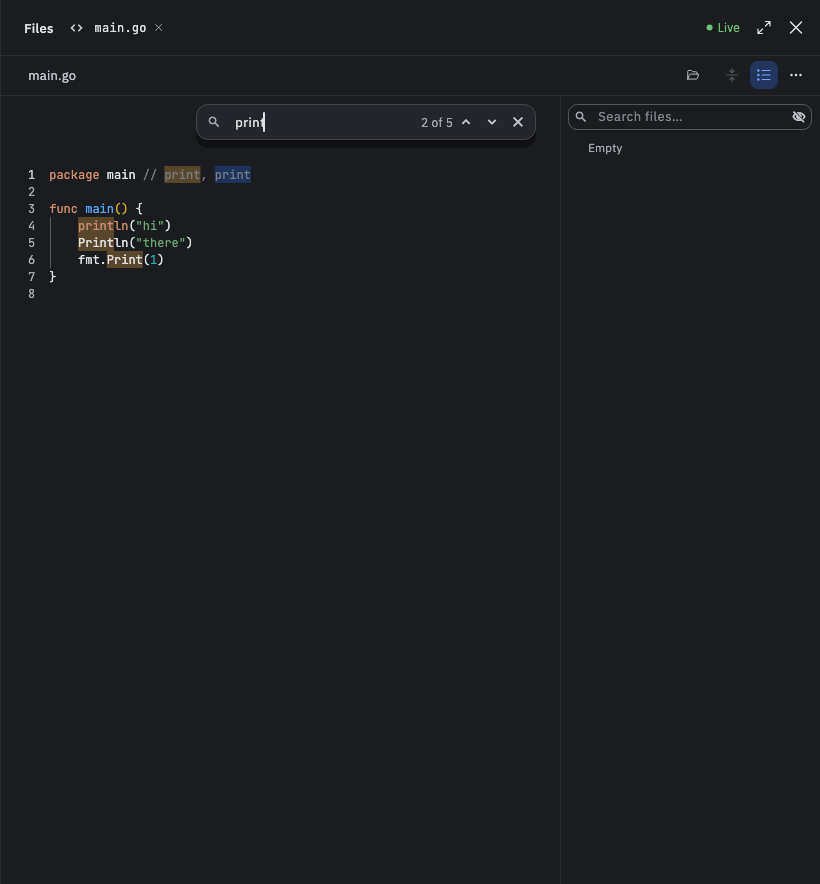 Files <> main.go ×
Live
main.go
print
2 of 5
Search files...
Empty
1 package main // print, print
2
3 func main() {
4     println("hi")
5     Println("there")
6     fmt.Print(1)
7 }
8